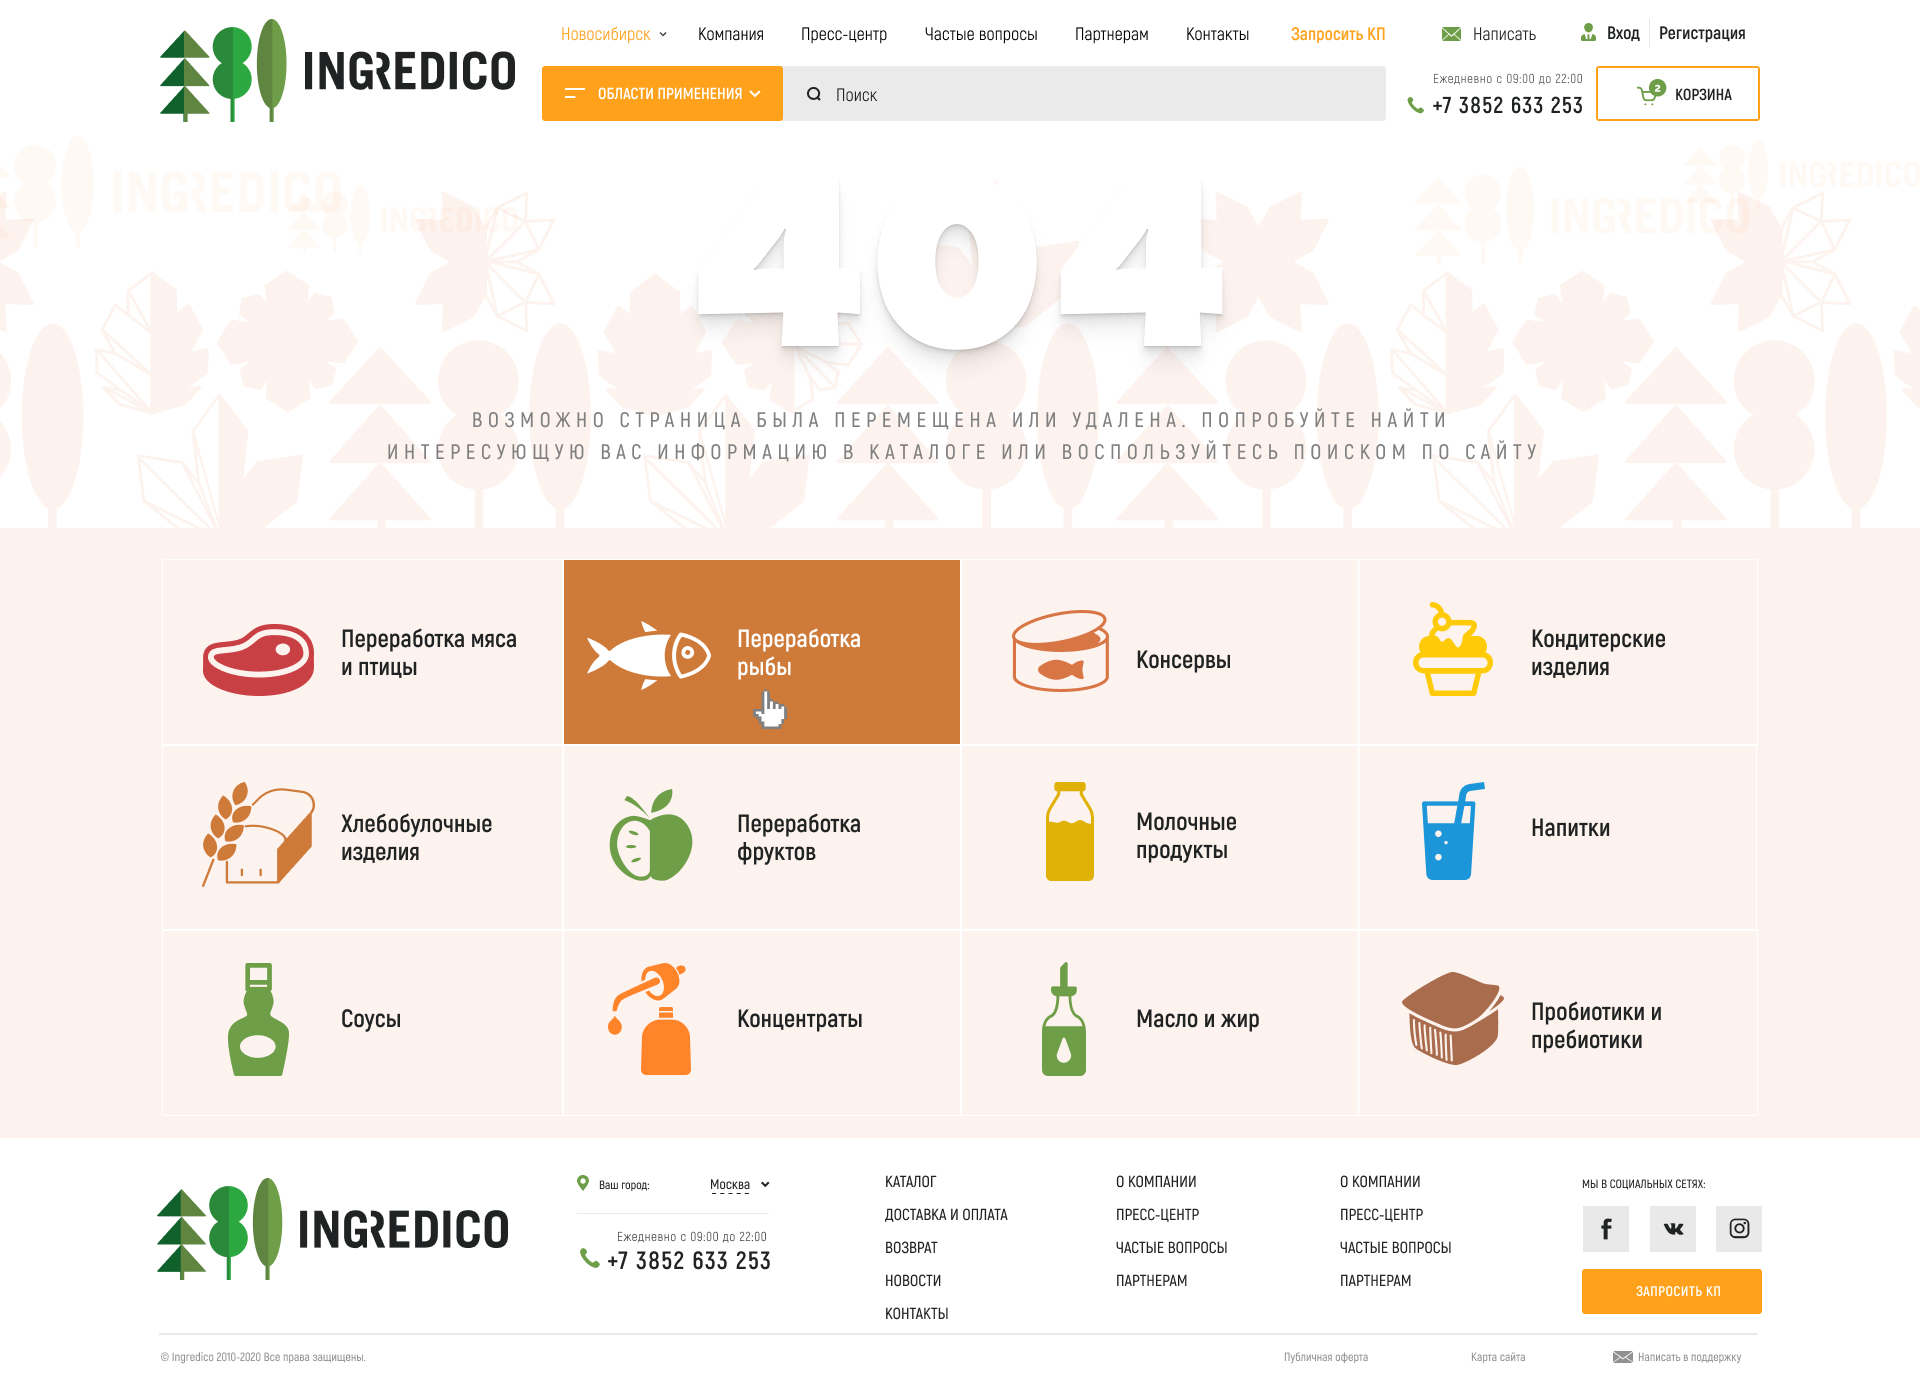 INGREDICO
Новосибирск
Компания
Пресс-центр
Частые вопросы
Партнерам
Контакты
Запросить КП
Написать
Вход
Регистрация
ОБЛАСТИ ПРИМЕНЕНИЯ
Поиск
Ежедневно с 09:00 до 22:00
+7 3852 633 253
2
КОРЗИНА
INGREDICO
INGREDICO
INGREDICO
INGREDICO
404
ВОЗМОЖНО СТРАНИЦА БЫЛА ПЕРЕМЕЩЕНА ИЛИ УДАЛЕНА. ПОПРОБУЙТЕ НАЙТИ
ИНТЕРЕСУЮЩУЮ ВАС ИНФОРМАЦИЮ В КАТАЛОГЕ ИЛИ ВОСПОЛЬЗУЙТЕСЬ ПОИСКОМ ПО САЙТУ
Переработка мяса
и птицы
Переработка
рыбы
Консервы
Кондитерские
изделия
Хлебобулочные
изделия
Переработка
фруктов
Молочные
продукты
Напитки
Соусы
Концентраты
Масло и жир
Пробиотики и
пребиотики
INGREDICO
Ваш город:
Москва
Ежедневно с 09:00 до 22:00
+7 3852 633 253
КАТАЛОГ
ДОСТАВКА И ОПЛАТА
ВОЗВРАТ
НОВОСТИ
КОНТАКТЫ
О КОМПАНИИ
ПРЕСС-ЦЕНТР
ЧАСТЫЕ ВОПРОСЫ
ПАРТНЕРАМ
О КОМПАНИИ
ПРЕСС-ЦЕНТР
ЧАСТЫЕ ВОПРОСЫ
ПАРТНЕРАМ
МЫ В СОЦИАЛЬНЫХ СЕТЯХ:
ЗАПРОСИТЬ КП
© Ingredico 2010-2020 Все права защищены.
Публичная оферта
Карта сайта
Написать в поддержку